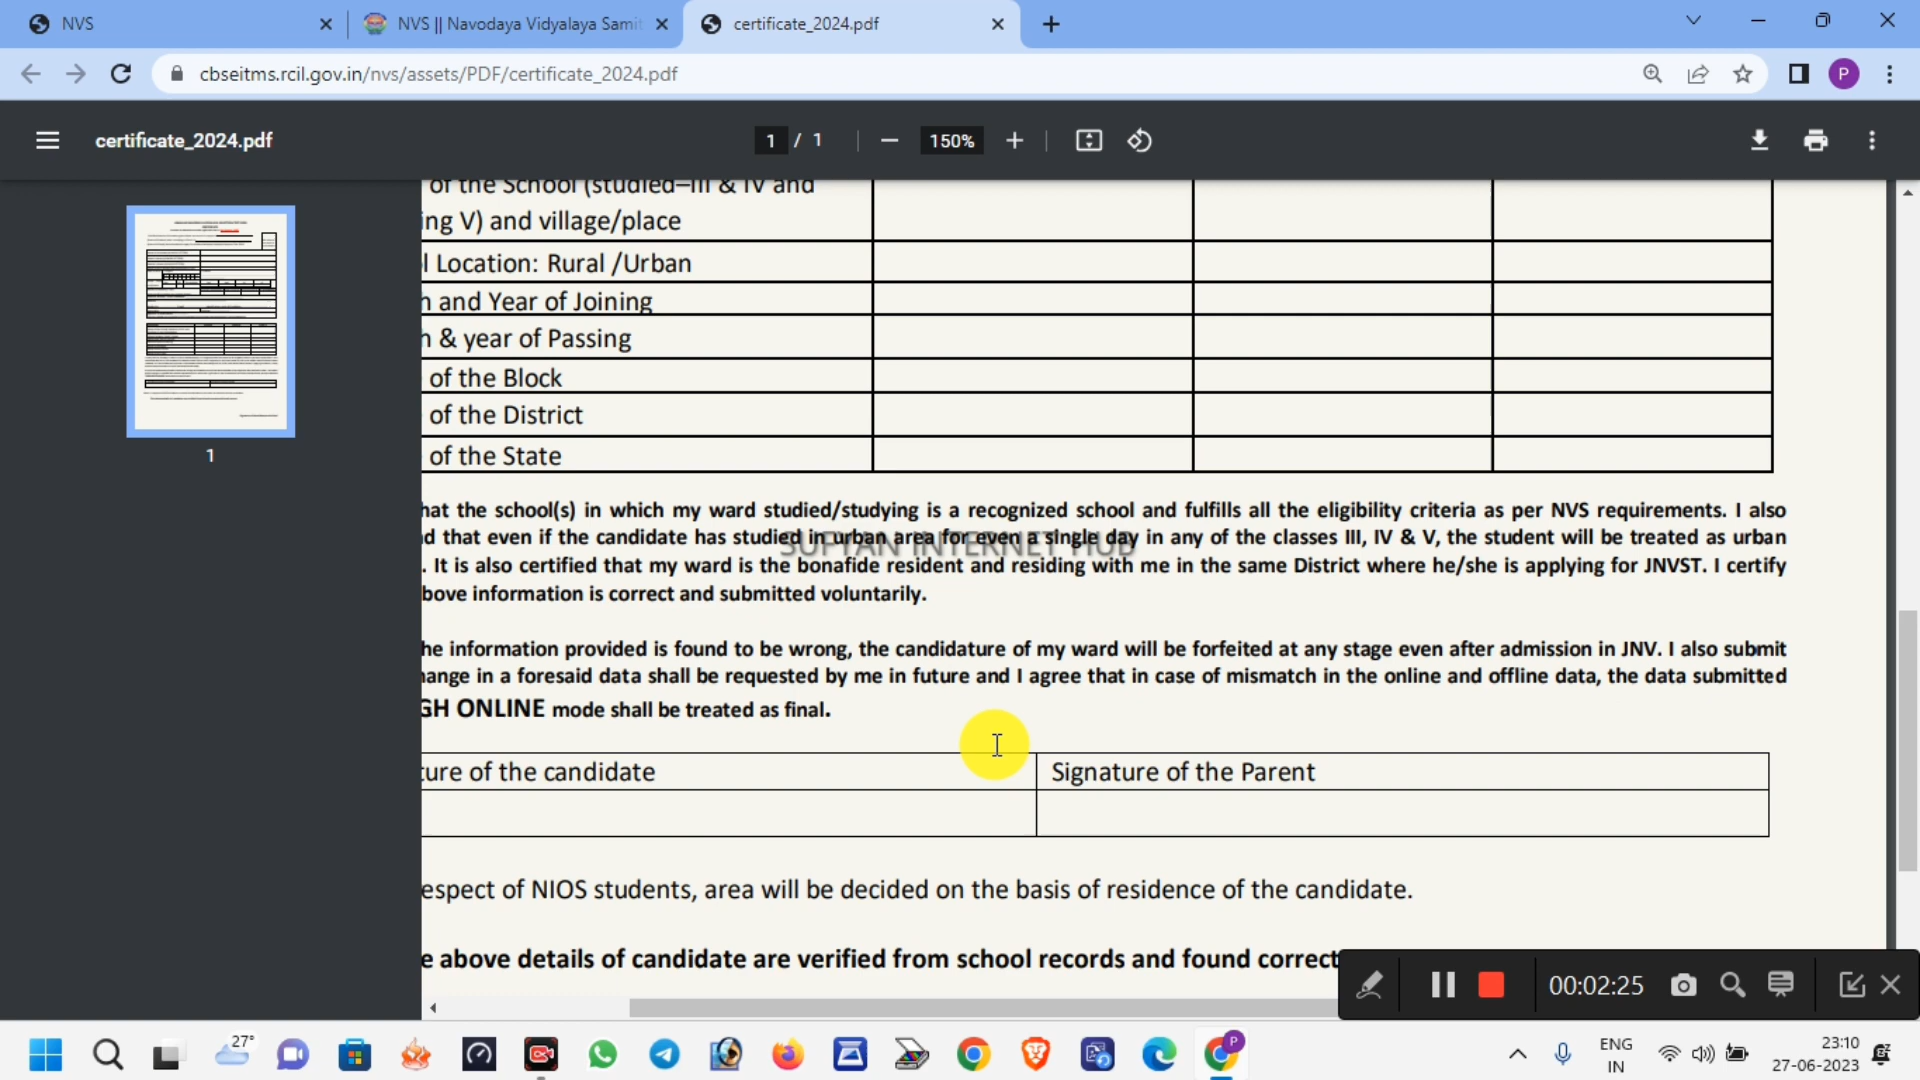 NVS
NVS || Navodaya Vidyalaya Samit
certificate_2024.pdf
cbseitms.rcil.gov.in/nvs/assets/PDF/certificate_2024.pdf
P
certificate_2024.pdf
1 / 1
150%
of the School (studied–III & IV and
ing V) and village/place
l Location: Rural /Urban
h and Year of Joining
h & year of Passing
of the Block
of the District
of the State
hat the school(s) in which my ward studied/studying is a recognized school and fulfills all the eligibility criteria as per NVS requirements. I also
d that even if the candidate has studied in urban area for even a single day in any of the classes III, IV & V, the student will be treated as urban
SUFYAN INTERNET HUB
. It is also certified that my ward is the bonafide resident and residing with me in the same District where he/she is applying for JNVST. I certify
bove information is correct and submitted voluntarily.
he information provided is found to be wrong, the candidature of my ward will be forfeited at any stage even after admission in JNV. I also submit
hange in a foresaid data shall be requested by me in future and I agree that in case of mismatch in the online and offline data, the data submitted
GH ONLINE mode shall be treated as final.
ture of the candidate
Signature of the Parent
espect of NIOS students, area will be decided on the basis of residence of the candidate.
e above details of candidate are verified from school records and found correct
1
00:02:25
27°
P
ENG
IN
23:10
27-06-2023